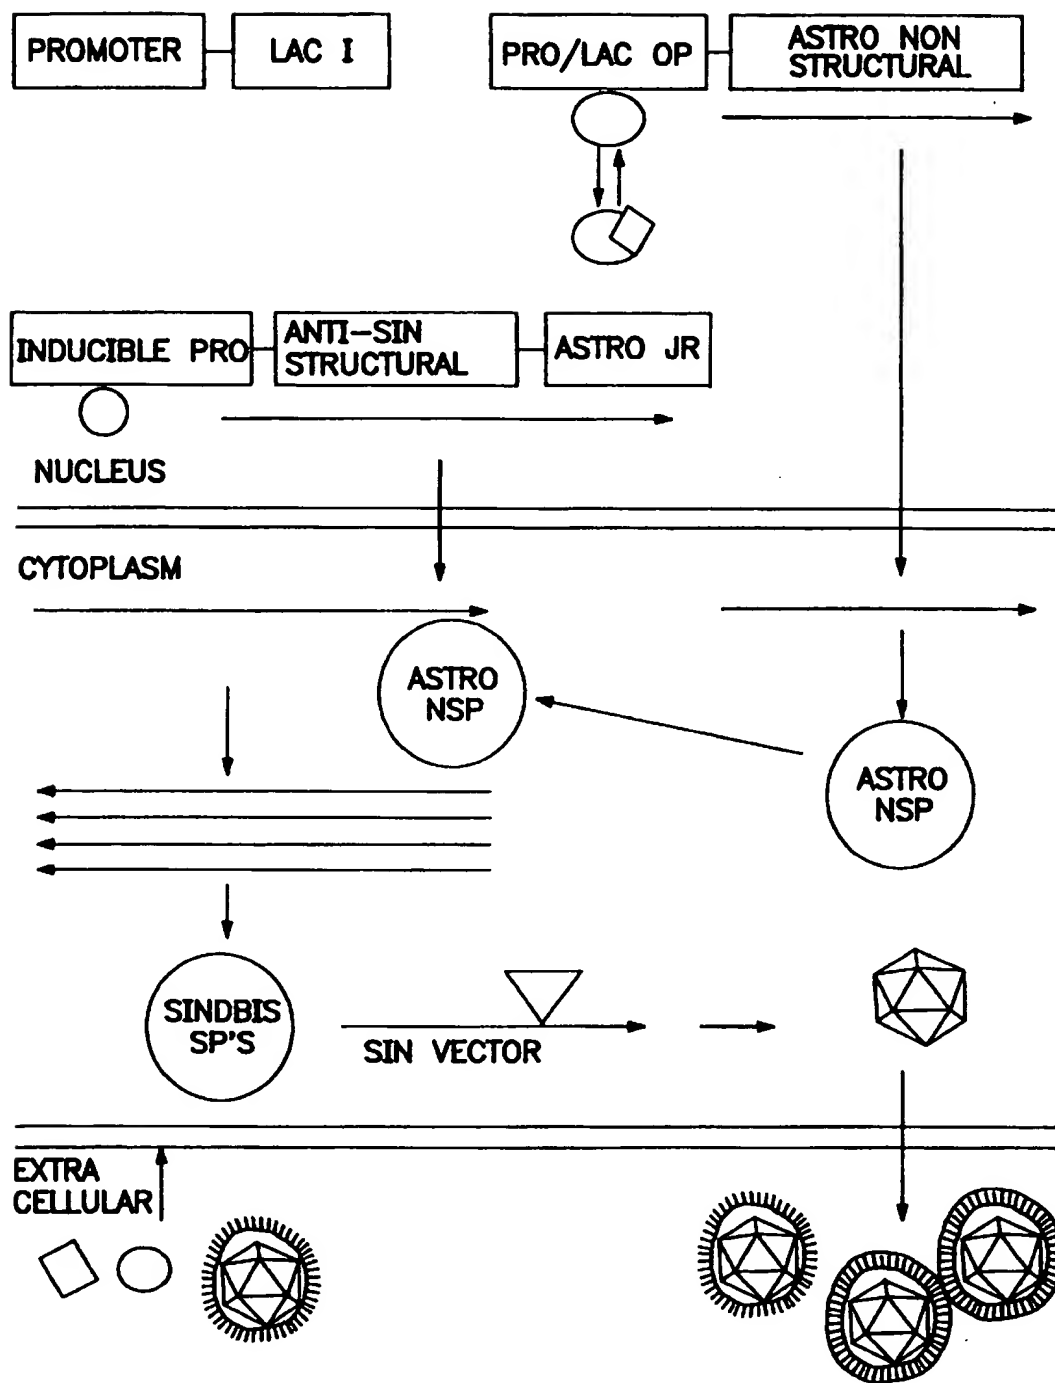 PROMOTER
LAC I
PRO/LAC OP
ASTRO NON
STRUCTURAL
INDUCIBLE PRO
ANTI-SIN
STRUCTURAL
ASTRO JR
NUCLEUS
CYTOPLASM
ASTRO
NSP
ASTRO
NSP
SINDBIS
SP'S
SIN VECTOR
EXTRA
CELLULAR